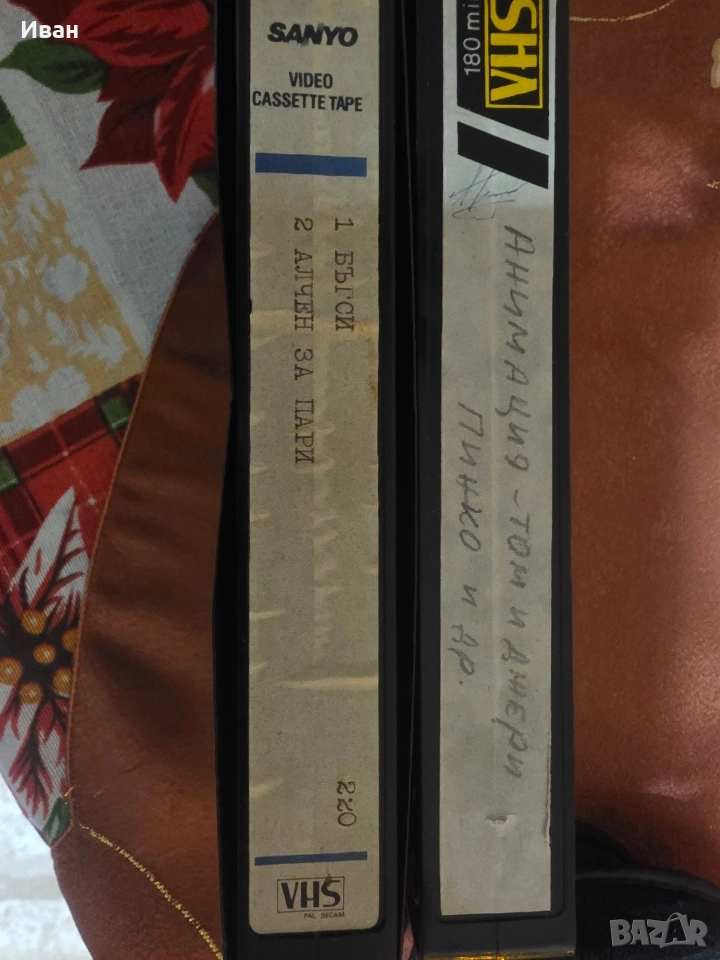 Иван
SANYO
VIDEO
CASSETTE TAPE
1 БЪГСИ
2 АЛЧЕН ЗА ПАРИ
220
VHS
PAL SECAM
180 mi
VHS
АНИМАЦИЯ - ТОМ И ДЖЕРИ
ПИНКО И ДР.
BAZAR